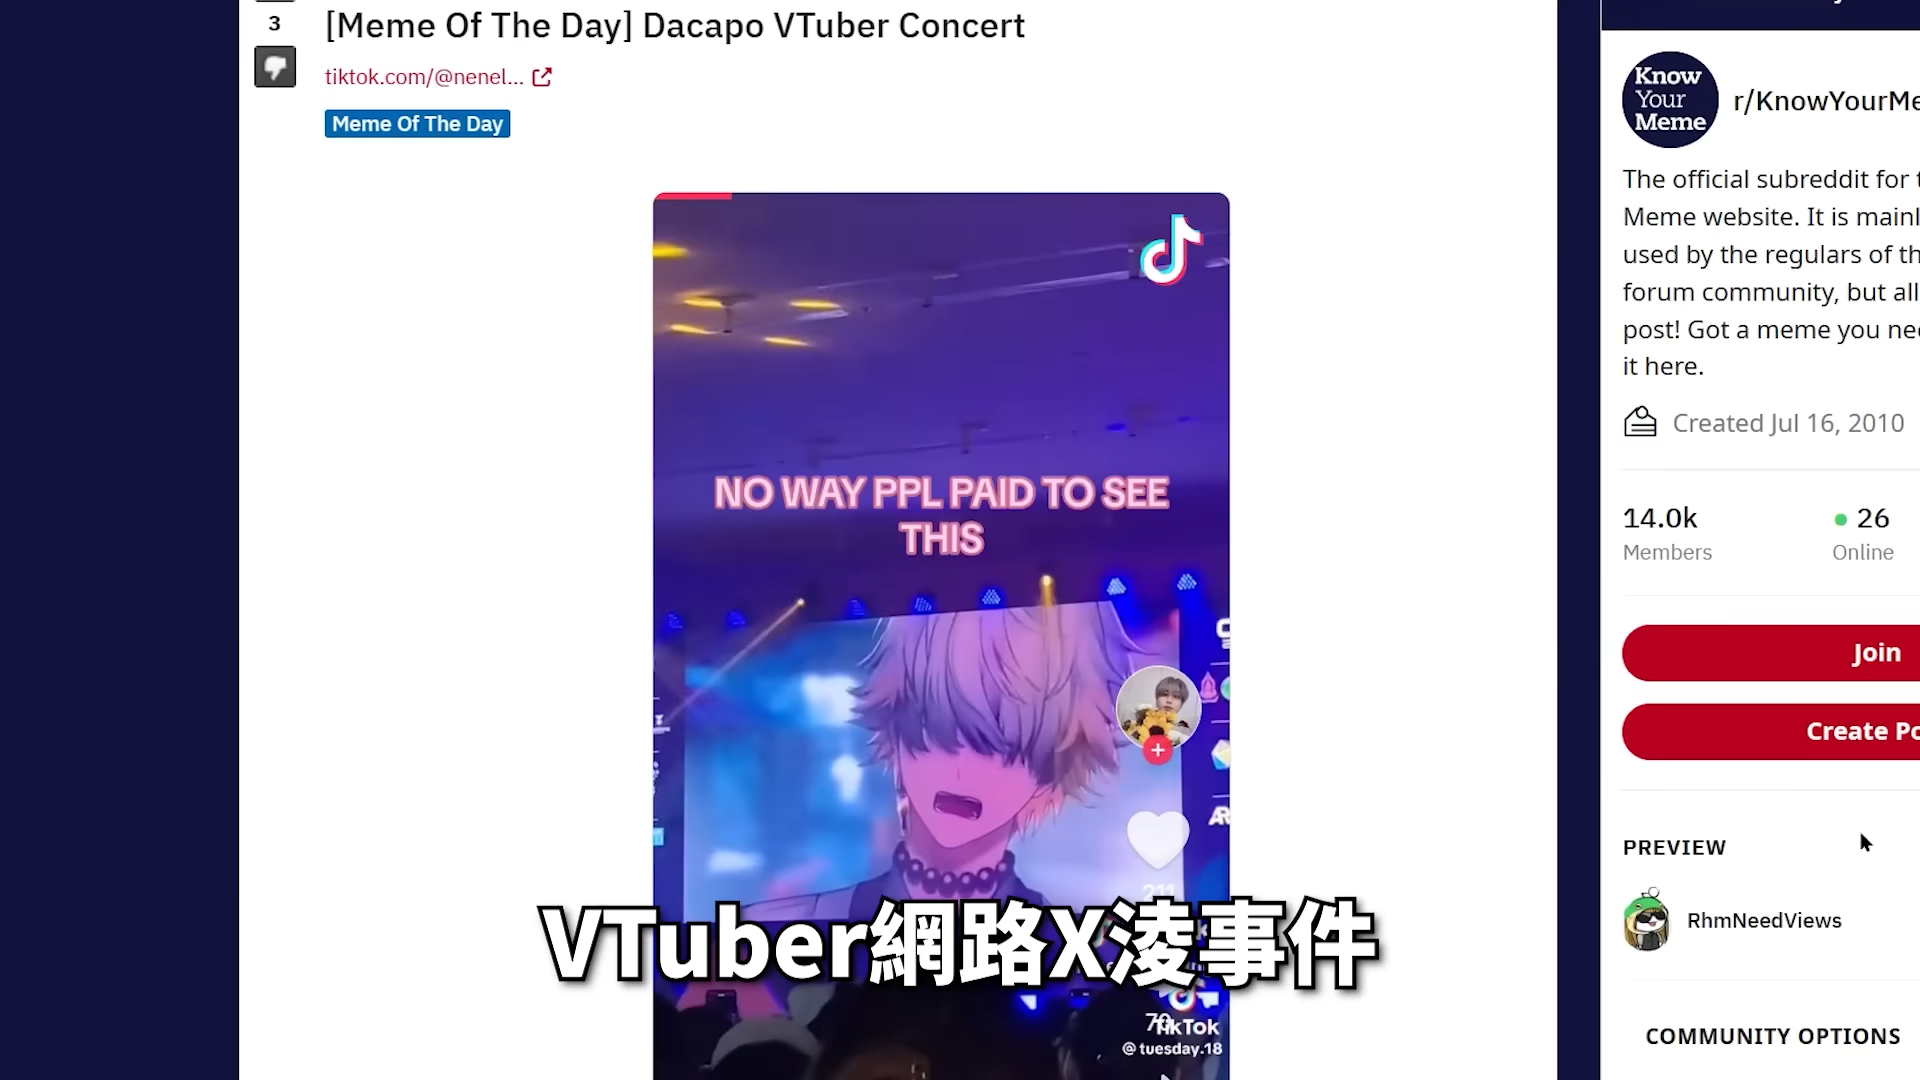 3
[Meme Of The Day] Dacapo VTuber Concert
tiktok.com/@nenel...
Meme Of The Day
NO WAY PPL PAID TO SEE
THIS
211
VTuber網路X淩事件
TikTok
@tuesday.18
Know
Your
Meme
r/KnowYourMe
The official subreddit for t
Meme website. It is mainl
used by the regulars of th
forum community, but all
post! Got a meme you nee
it here.
Created Jul 16, 2010
14.0k
Members
26
Online
Join
Create Po
PREVIEW
RhmNeedViews
COMMUNITY OPTIONS